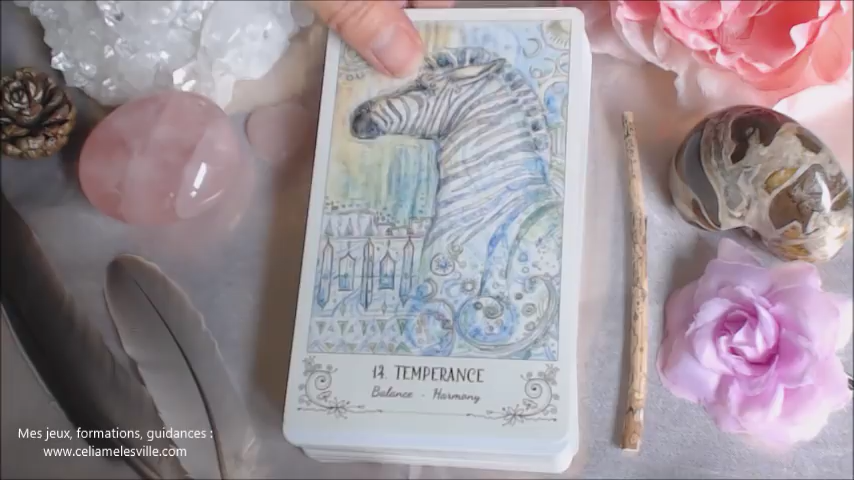 14. TEMPERANCE
Balance - Harmony
Mes jeux, formations, guidances :
www.celiamelesville.com